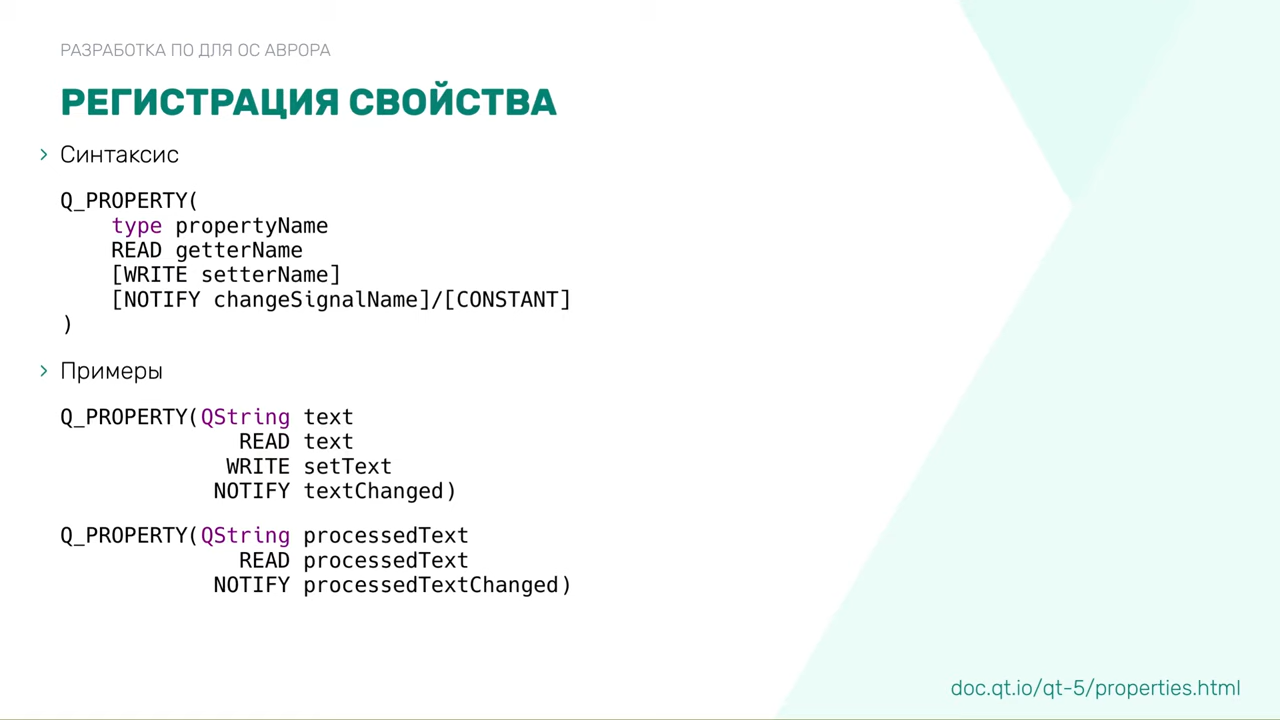 РАЗРАБОТКА ПО ДЛЯ ОС АВРОРА
РЕГИСТРАЦИЯ СВОЙСТВА
› Синтаксис
Q_PROPERTY(
    type propertyName
    READ getterName
    [WRITE setterName]
    [NOTIFY changeSignalName]/[CONSTANT]
)
› Примеры
Q_PROPERTY(QString text
              READ text
             WRITE setText
            NOTIFY textChanged)
Q_PROPERTY(QString processedText
              READ processedText
            NOTIFY processedTextChanged)
doc.qt.io/qt-5/properties.html